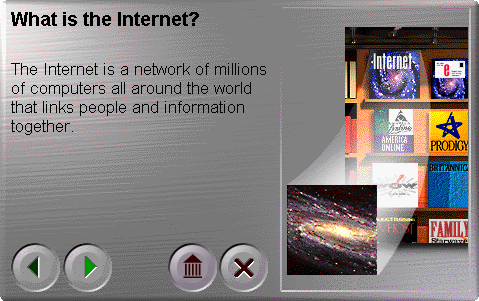 What is the Internet?
The Internet is a network of millions
of computers all around the world
that links people and information
together.
Internet
e
AMERICA
ONLINE
PRODIGY
BRITANNICA
FAMILY